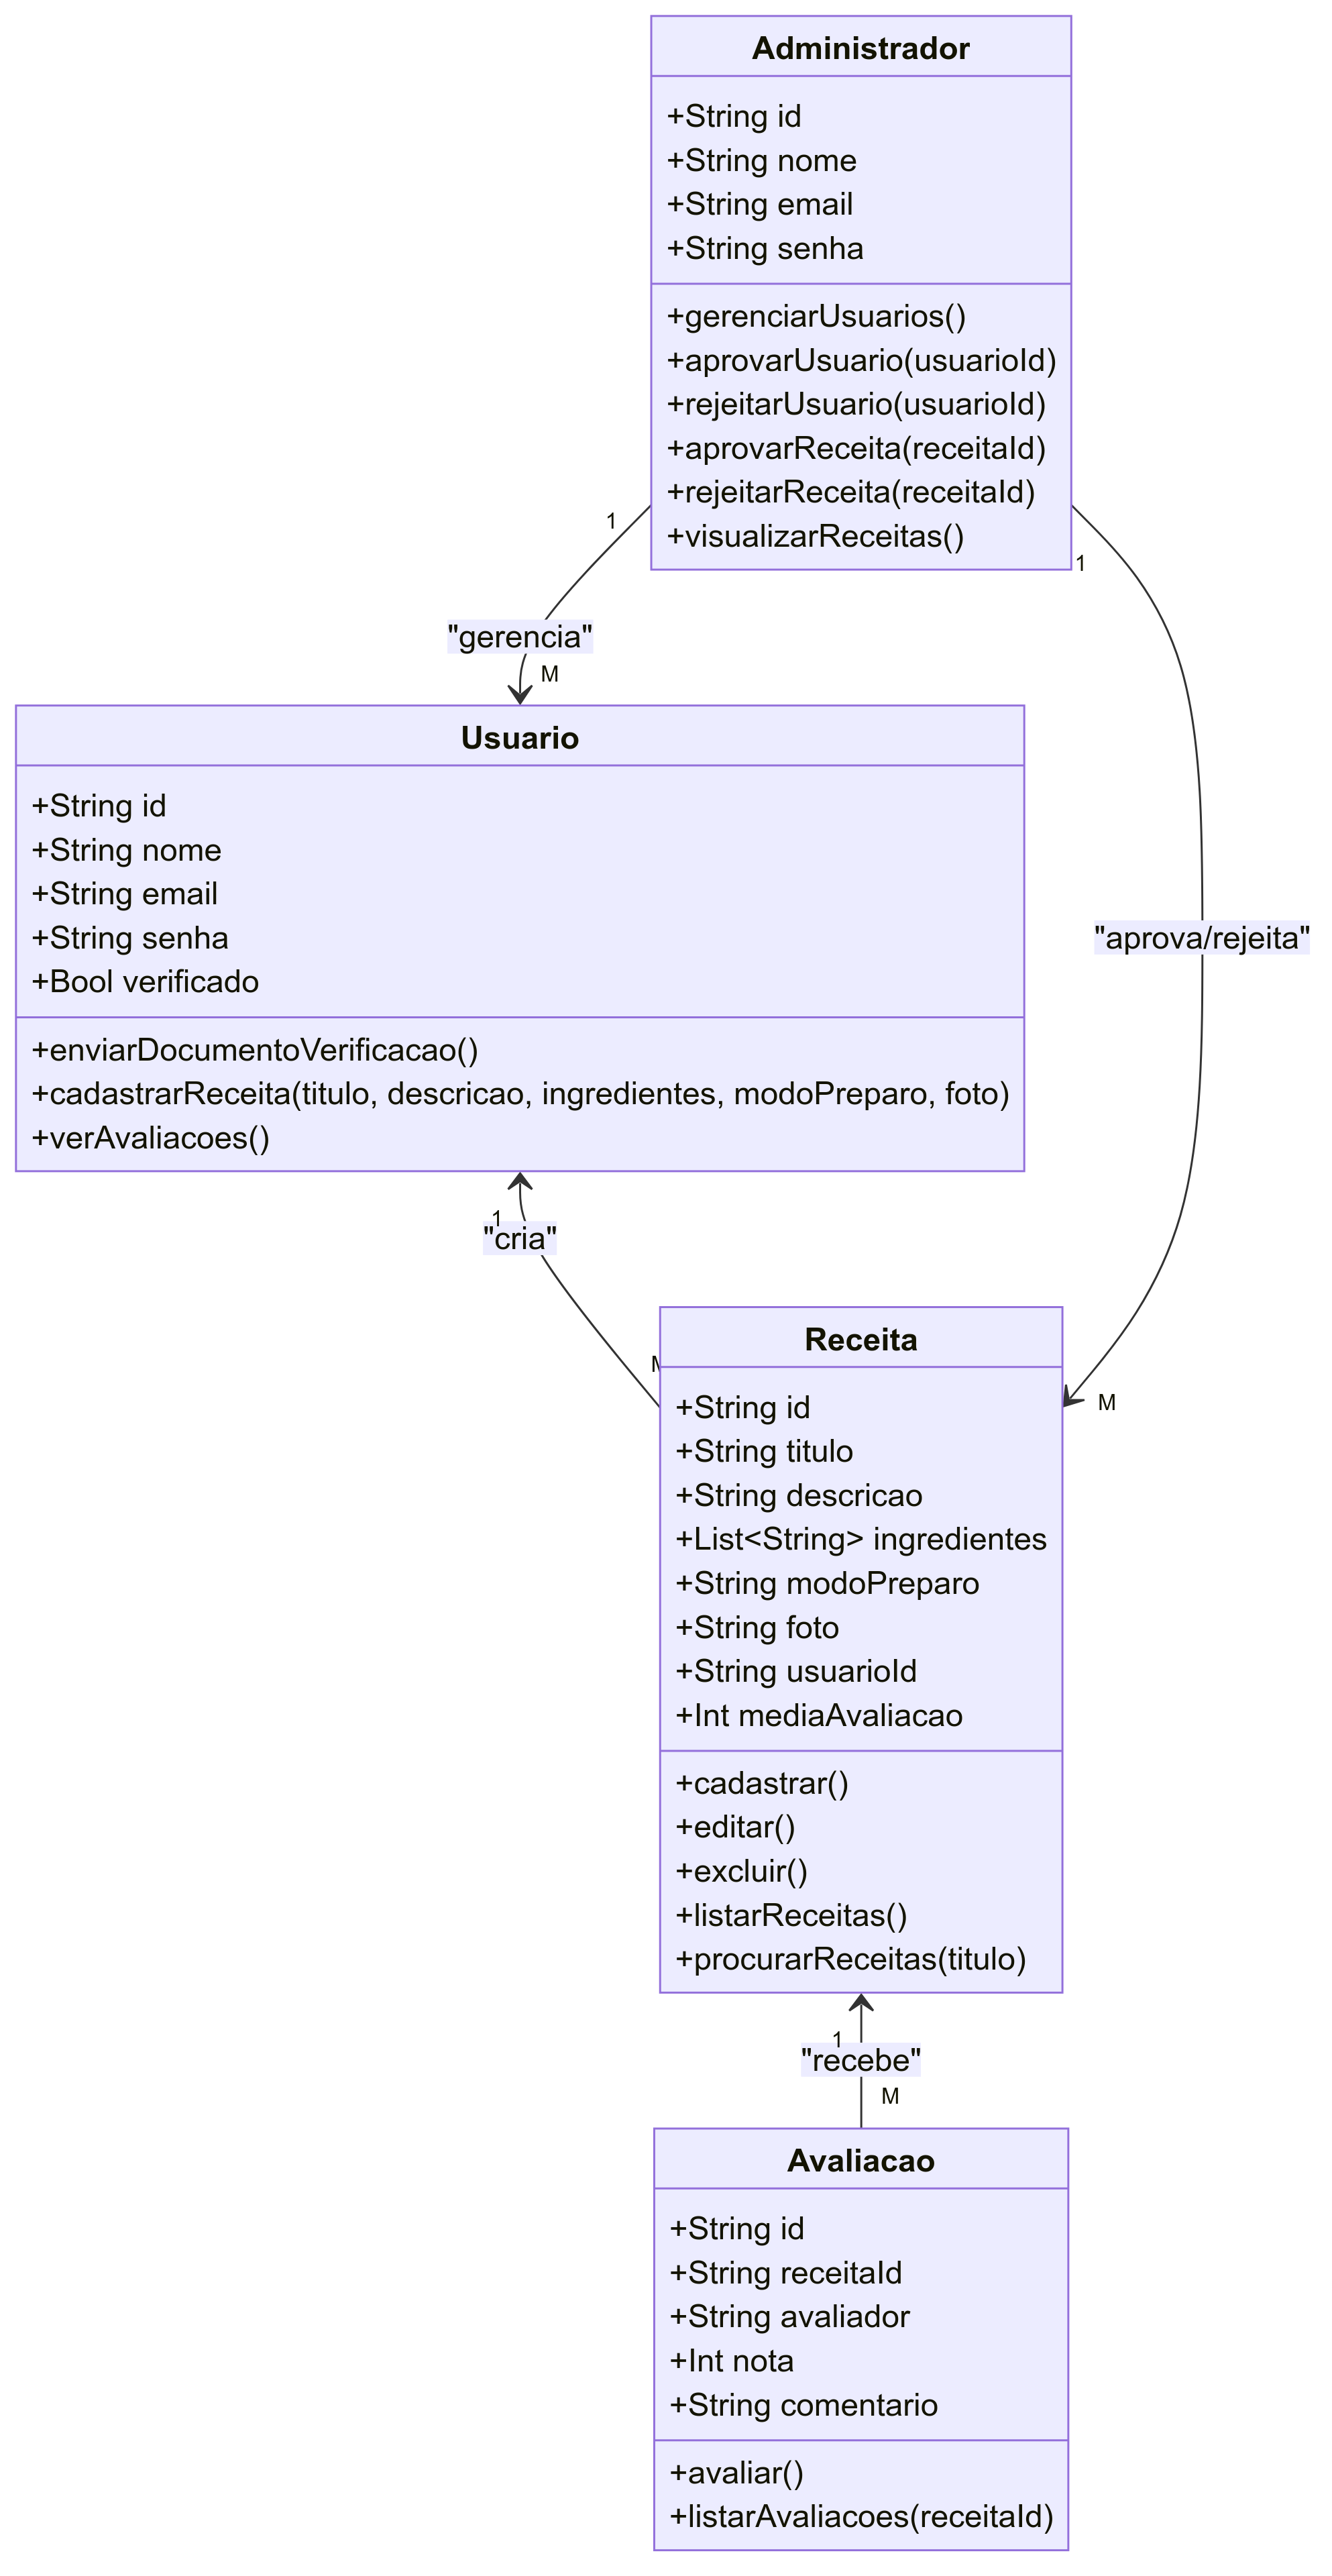 Administrador
+String id
+String nome
+String email
+String senha
+gerenciarUsuarios()
+aprovarUsuario(usuarioId)
+rejeitarUsuario(usuarioId)
+aprovarReceita(receitaId)
+rejeitarReceita(receitaId)
+visualizarReceitas()
1
1
"gerencia"
M
Usuario
+String id
+String nome
+String email
+String senha
+Bool verificado
+enviarDocumentoVerificacao()
+cadastrarReceita(titulo, descricao, ingredientes, modoPreparo, foto)
+verAvaliacoes()
"aprova/rejeita"
1
"cria"
M
M
Receita
+String id
+String titulo
+String descricao
+List<String> ingredientes
+String modoPreparo
+String foto
+String usuarioId
+Int mediaAvaliacao
+cadastrar()
+editar()
+excluir()
+listarReceitas()
+procurarReceitas(titulo)
1
"recebe"
M
Avaliacao
+String id
+String receitaId
+String avaliador
+Int nota
+String comentario
+avaliar()
+listarAvaliacoes(receitaId)